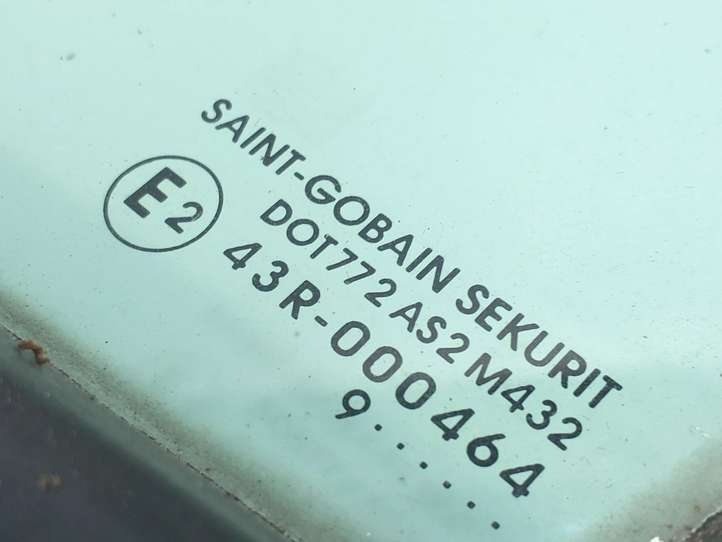 SAINT-GOBAIN SEKURIT
E2
DOT772 AS2 M432
43R-000464
9......